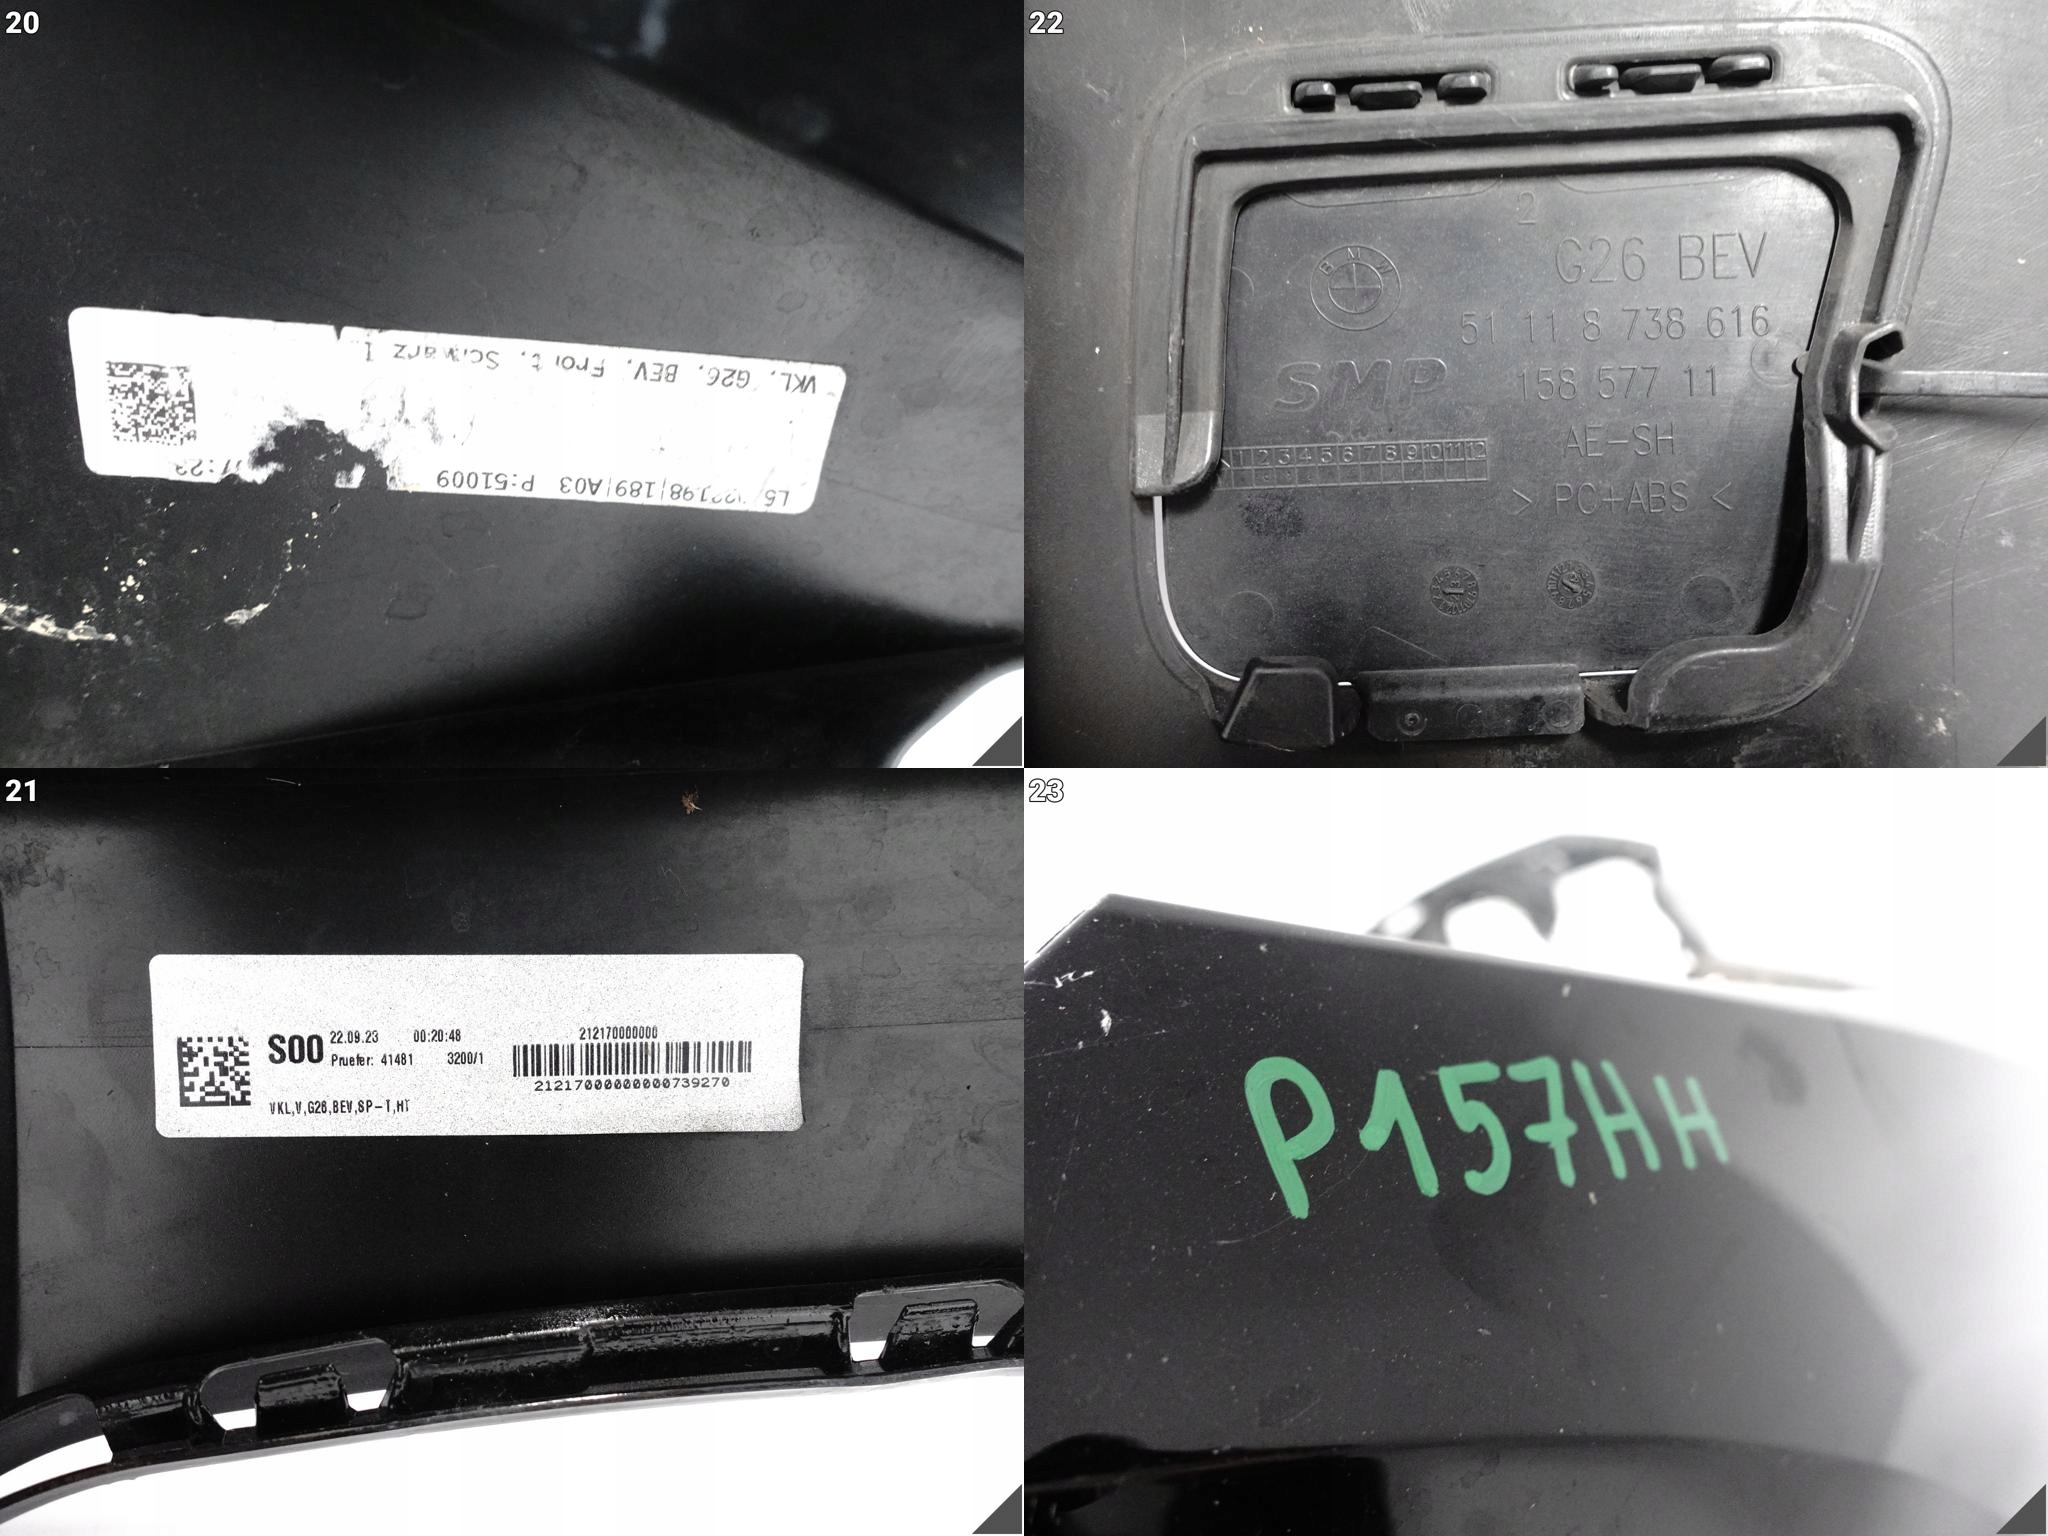 20
VKL, G26, BEV, Front, Schwarz
98|189|A03 P:51009
22
2
BMW
G26 BEV
51 11 8 738 616
SMP
158 577 11
AE-SH
1 2 3 4 5 6 7 8 9 10 11 12
> PC+ABS <
21
S00 22.09.23 00:20:48
Pruefer: 41481 3200/1
212170000000
21217000000000739270
VKL,V,G26,BEV,SP-T,HT
23
P157HH